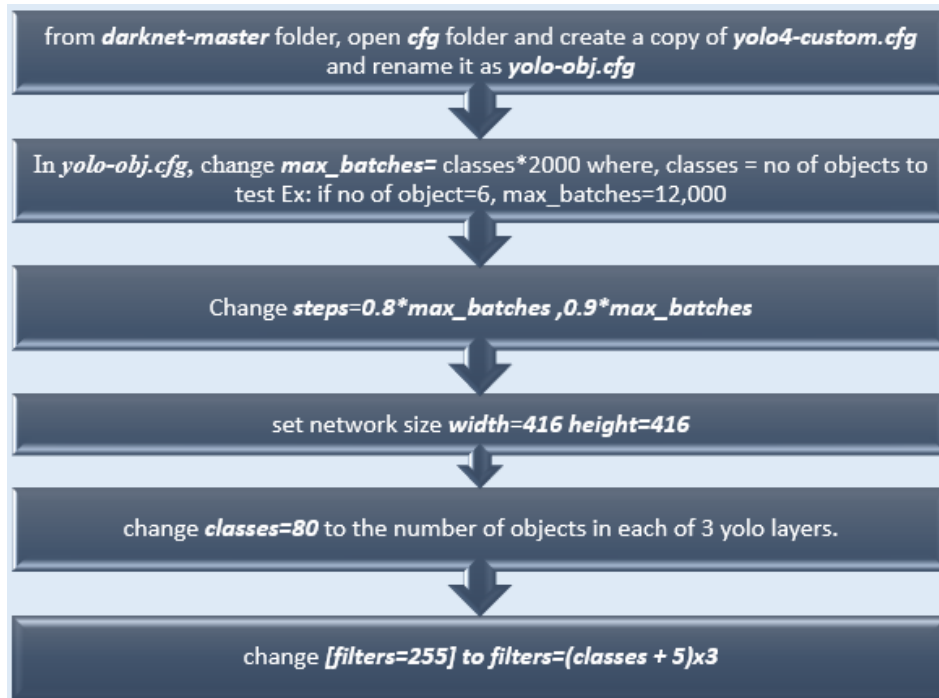 from darknet-master folder, open cfg folder and create a copy of yolo4-custom.cfg
and rename it as yolo-obj.cfg
In yolo-obj.cfg, change max_batches= classes*2000 where, classes = no of objects to
test Ex: if no of object=6, max_batches=12,000
Change steps=0.8*max_batches ,0.9*max_batches
set network size width=416 height=416
change classes=80 to the number of objects in each of 3 yolo layers.
change [filters=255] to filters=(classes + 5)x3